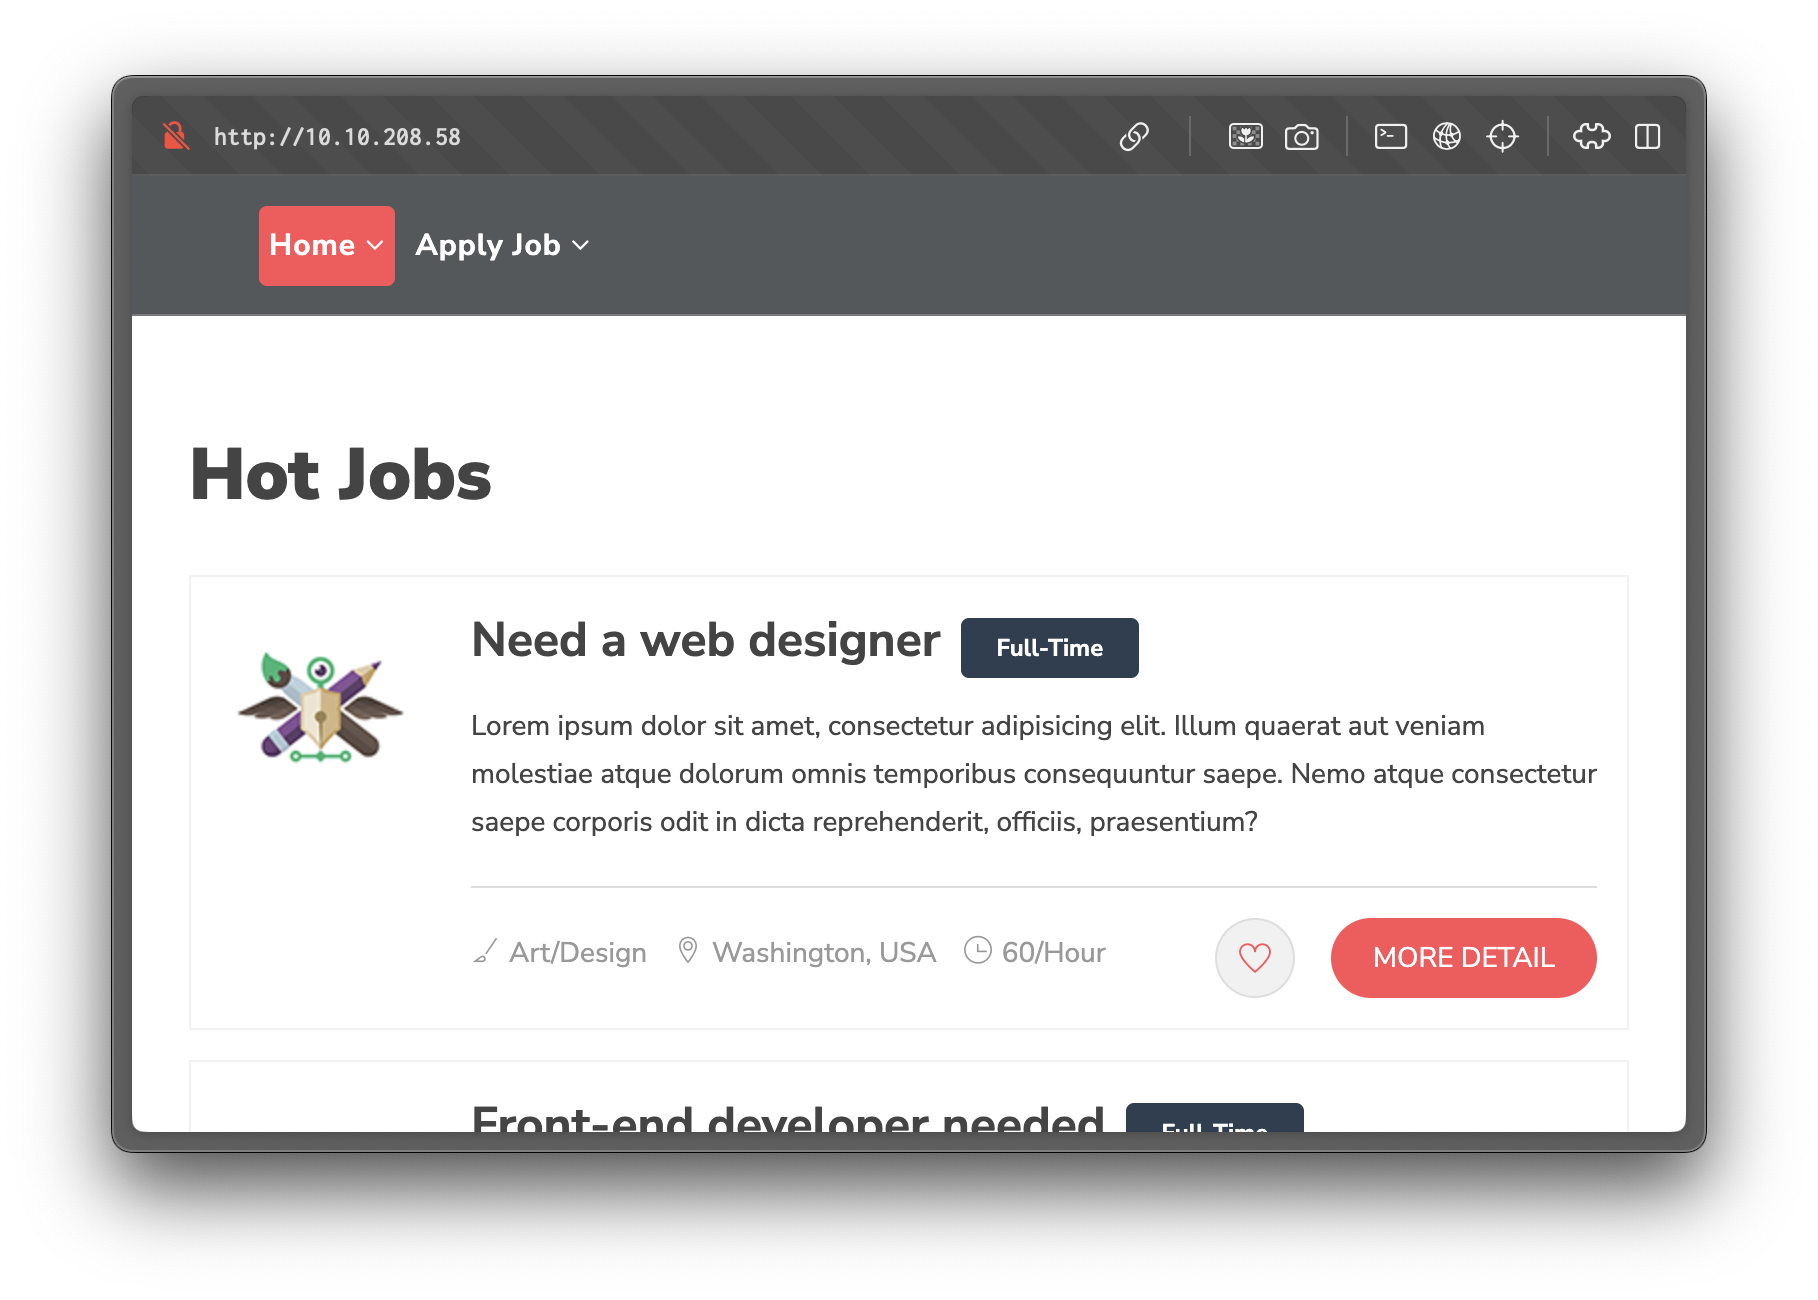 http://10.10.208.58
Home Apply Job
Hot Jobs
Need a web designer Full-Time
Lorem ipsum dolor sit amet, consectetur adipisicing elit. Illum quaerat aut veniam
molestiae atque dolorum omnis temporibus consequuntur saepe. Nemo atque consectetur
saepe corporis odit in dicta reprehenderit, officiis, praesentium?
Art/Design Washington, USA 60/Hour MORE DETAIL
Front-end developer needed Full-Time